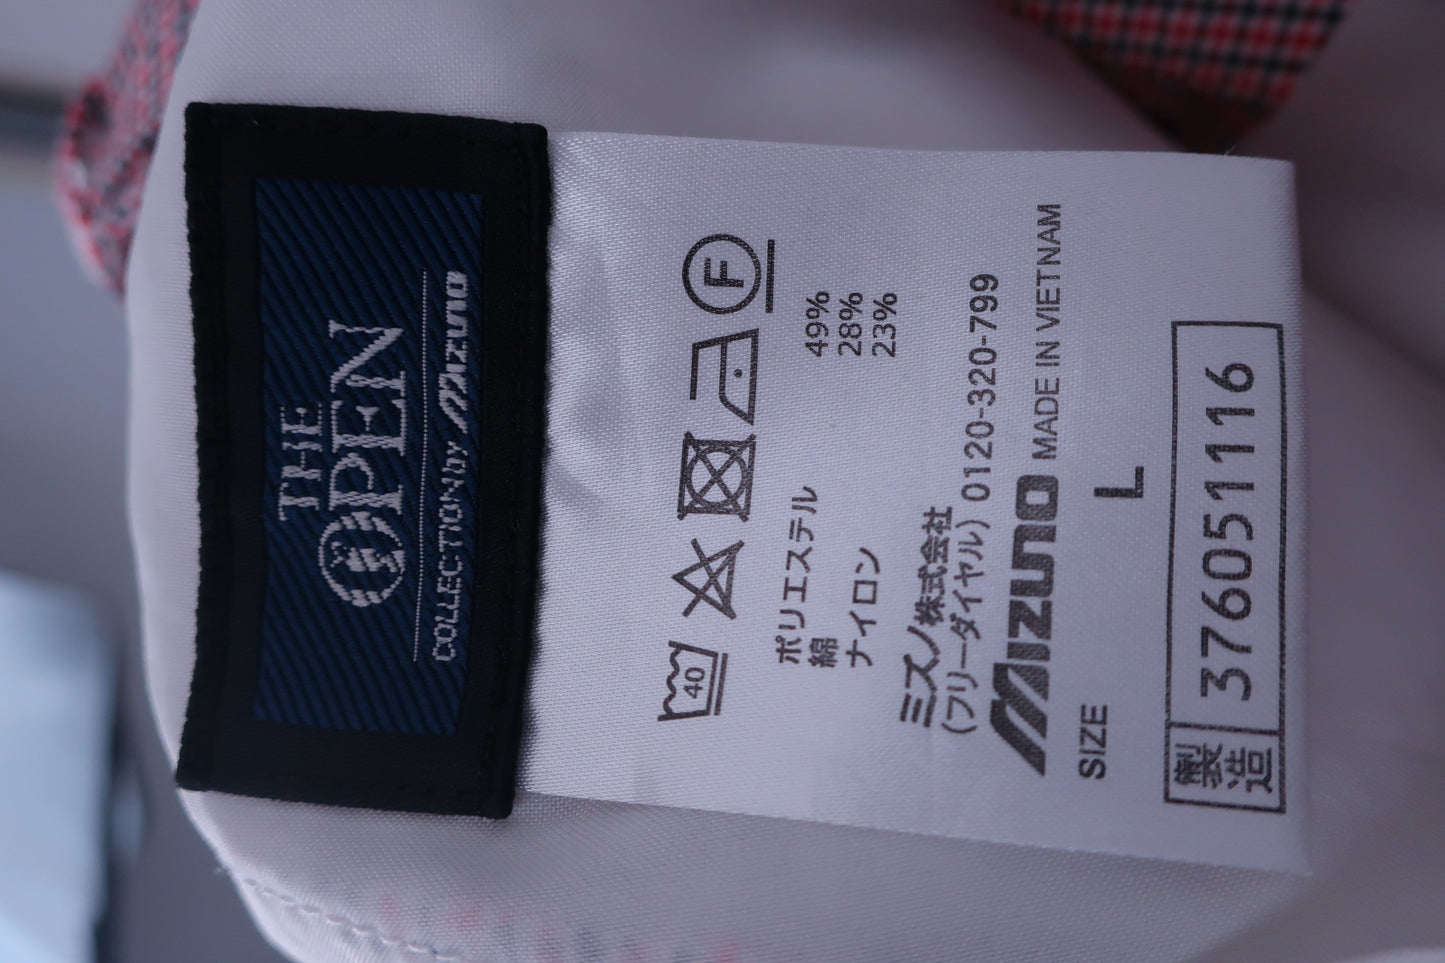 THE
OPEN
COLLECTION by Mizuno
40
F
ポリエステル 49%
綿 28%
ナイロン 23%
ミズノ株式会社
(フリーダイヤル) 0120-320-799
Mizuno MADE IN VIETNAM
SIZE L
製造 376051116